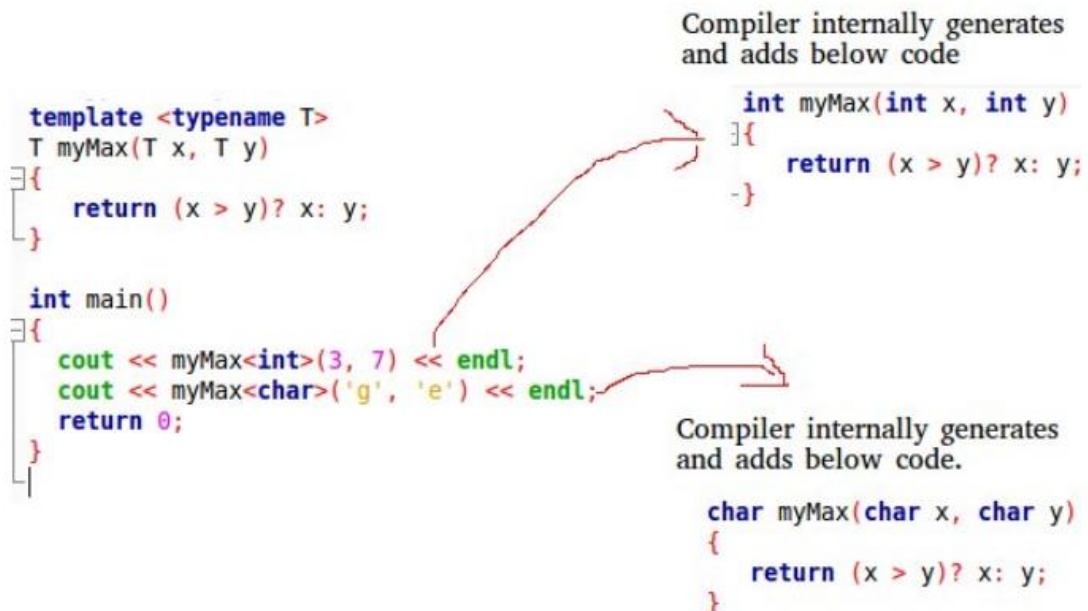 template <typename T>
T myMax(T x, T y)
{
return (x > y)? x: y;
}
int main()
{
cout << myMax<int>(3, 7) << endl;
cout << myMax<char>('g', 'e') << endl;
return 0;
}
Compiler internally generates
and adds below code
int myMax(int x, int y)
{
return (x > y)? x: y;
}
Compiler internally generates
and adds below code.
char myMax(char x, char y)
{
return (x > y)? x: y;
}